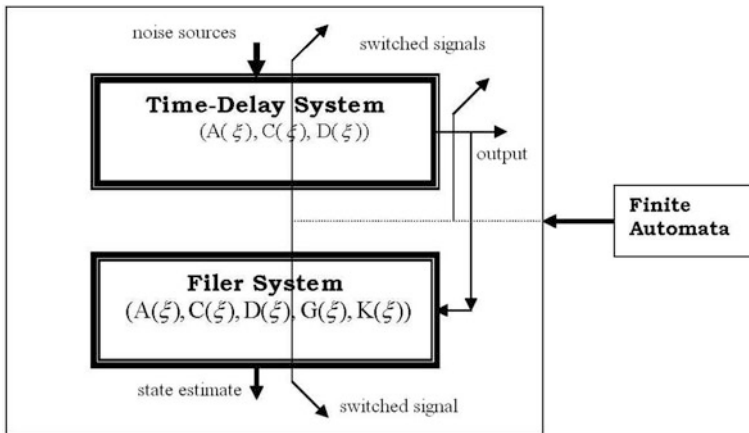 noise sources
switched signals
Time-Delay System
(A(ξ), C(ξ), D(ξ))
output
Finite
Automata
Filer System
(A(ξ),C(ξ),D(ξ),G(ξ),K(ξ))
state estimate
switched signal